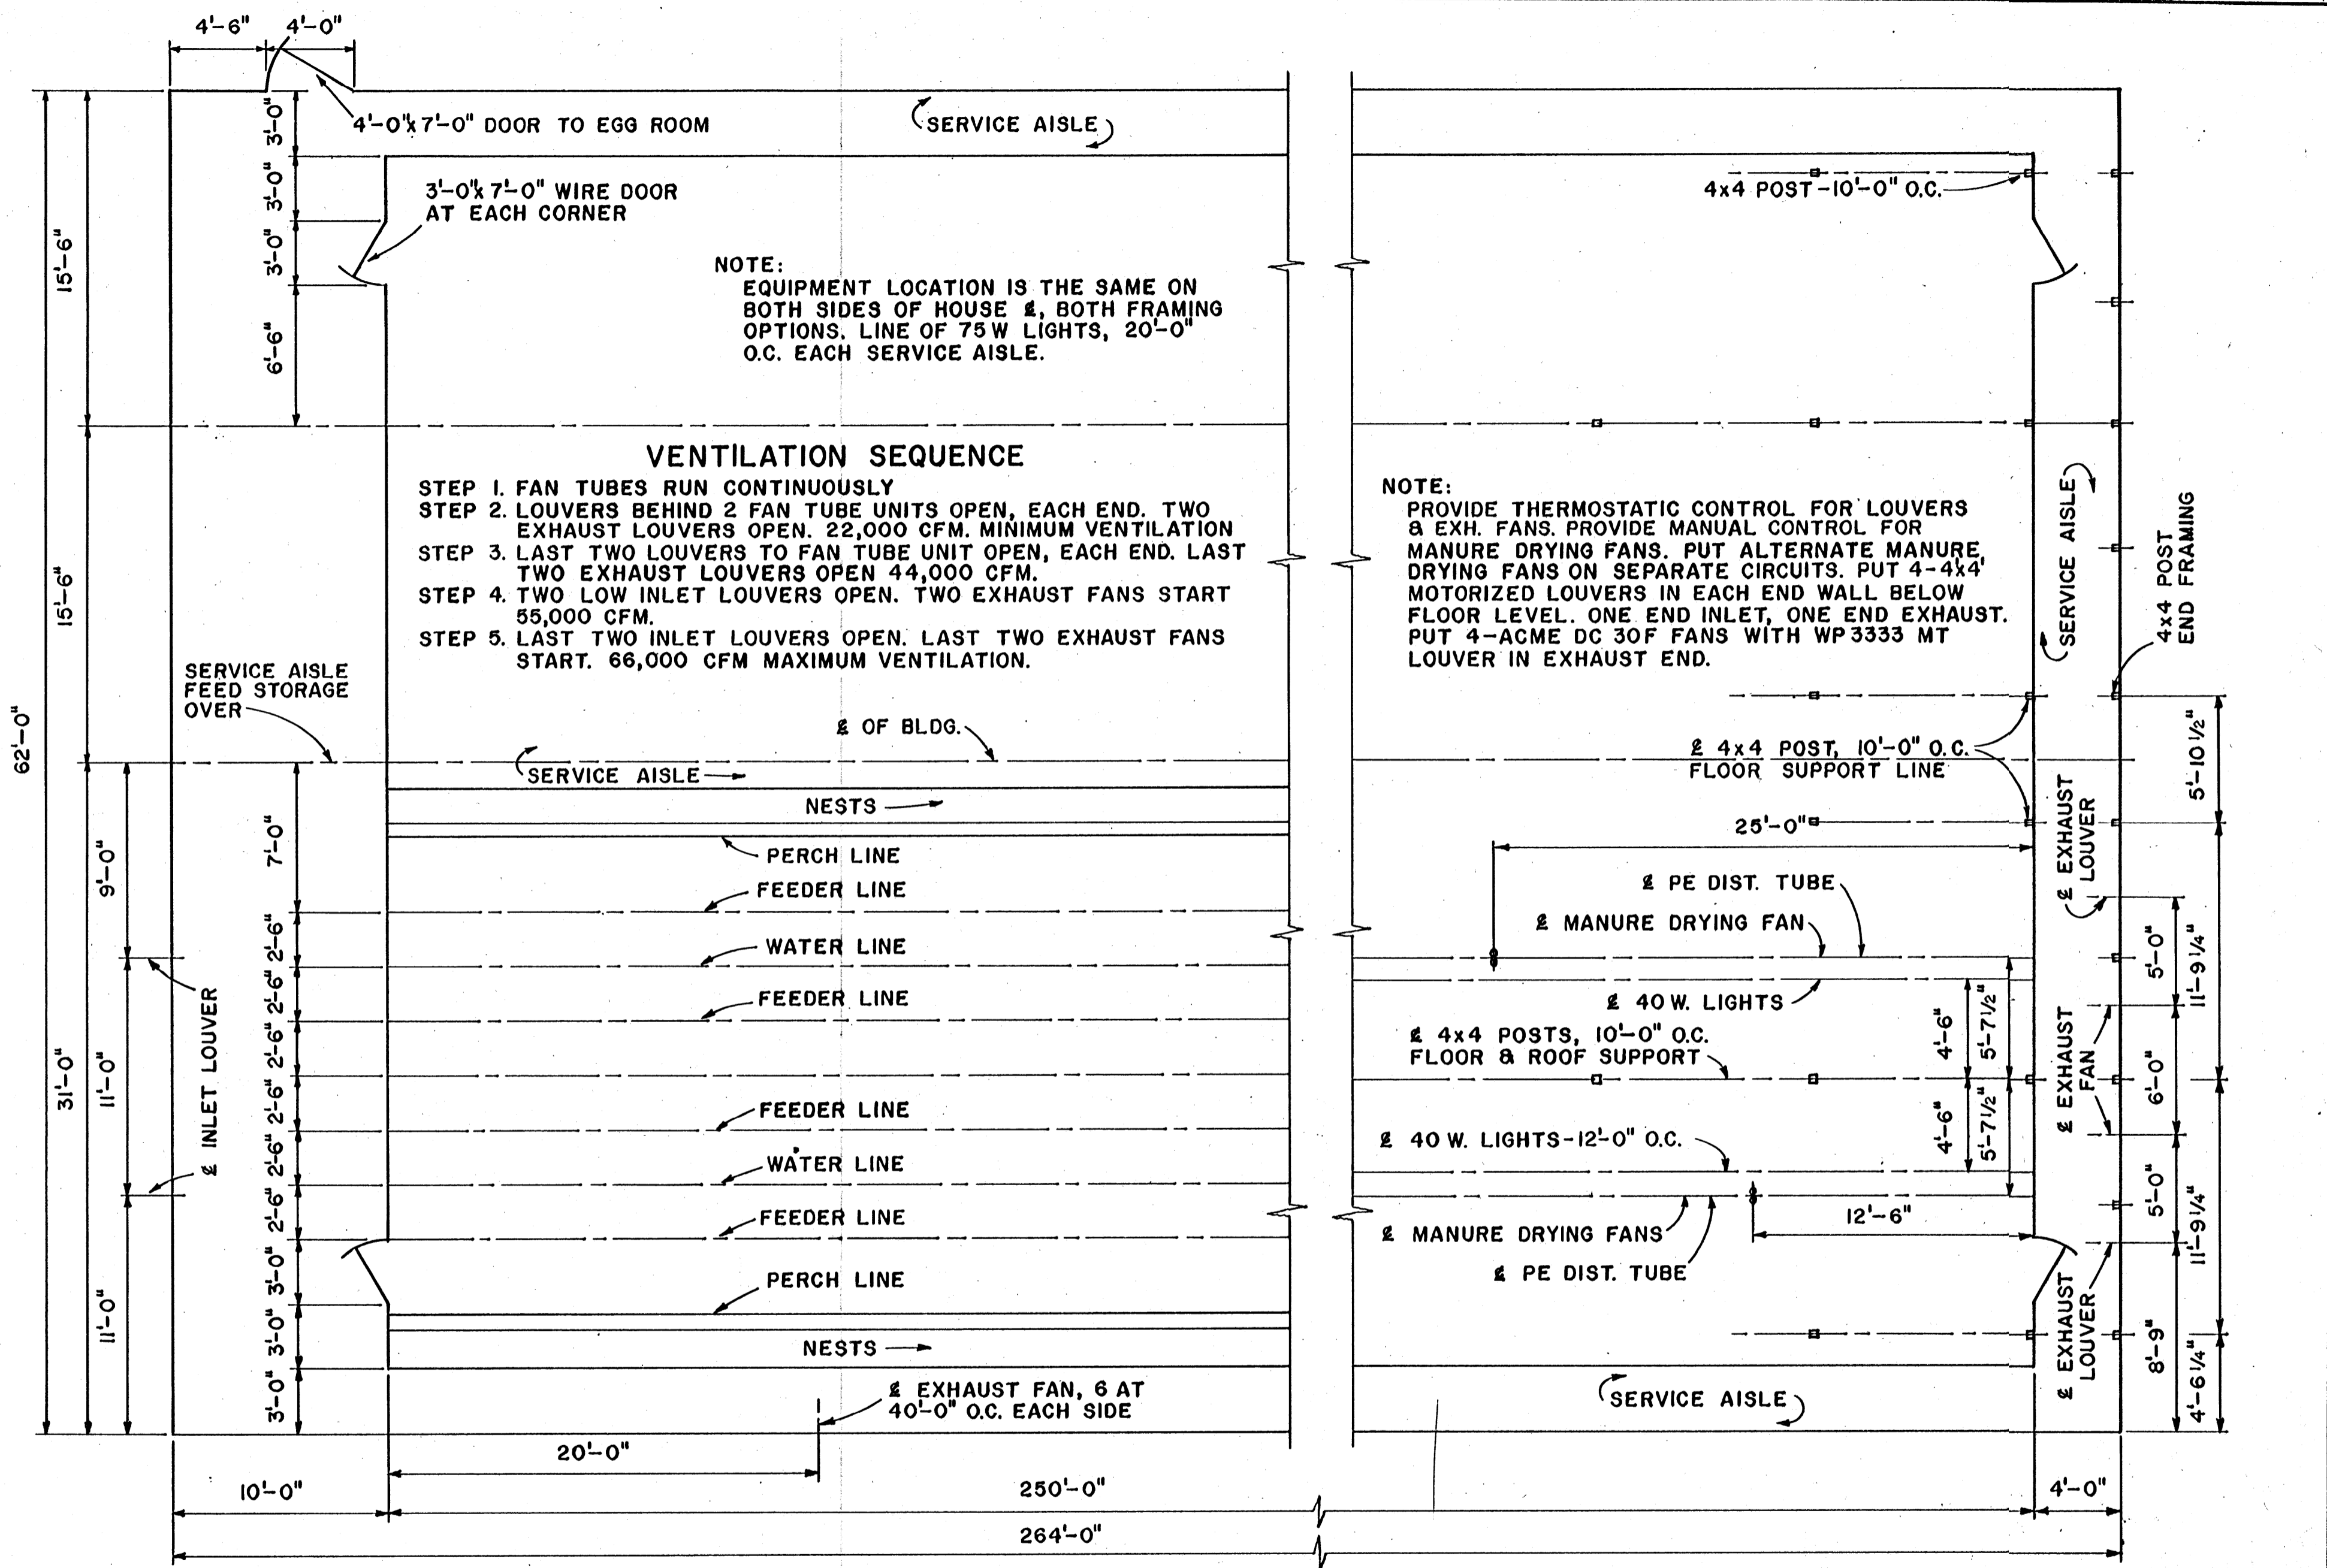 4'-6" 4'-0"
4'-0"x7'-0" DOOR TO EGG ROOM
SERVICE AISLE
3'-0"
3'-0"
3'-0"
6'-6"
15'-6"
15'-6"
62'-0"
31'-0"
3'-0"x7'-0" WIRE DOOR
AT EACH CORNER
NOTE:
EQUIPMENT LOCATION IS THE SAME ON
BOTH SIDES OF HOUSE ℄, BOTH FRAMING
OPTIONS. LINE OF 75W LIGHTS, 20'-0"
O.C. EACH SERVICE AISLE.
4x4 POST-10'-0" O.C.
VENTILATION SEQUENCE
STEP 1. FAN TUBES RUN CONTINUOUSLY
STEP 2. LOUVERS BEHIND 2 FAN TUBE UNITS OPEN, EACH END. TWO
EXHAUST LOUVERS OPEN. 22,000 CFM. MINIMUM VENTILATION
STEP 3. LAST TWO LOUVERS TO FAN TUBE UNIT OPEN, EACH END. LAST
TWO EXHAUST LOUVERS OPEN 44,000 CFM.
STEP 4. TWO LOW INLET LOUVERS OPEN. TWO EXHAUST FANS START
55,000 CFM.
STEP 5. LAST TWO INLET LOUVERS OPEN. LAST TWO EXHAUST FANS
START. 66,000 CFM MAXIMUM VENTILATION.
NOTE:
PROVIDE THERMOSTATIC CONTROL FOR LOUVERS
& EXH. FANS. PROVIDE MANUAL CONTROL FOR
MANURE DRYING FANS. PUT ALTERNATE MANURE
DRYING FANS ON SEPARATE CIRCUITS. PUT 4-4'x4'
MOTORIZED LOUVERS IN EACH END WALL BELOW
FLOOR LEVEL. ONE END INLET, ONE END EXHAUST.
PUT 4-ACME DC 30F FANS WITH WP 3333 MT
LOUVER IN EXHAUST END.
SERVICE AISLE
4x4 POST
END FRAMING
SERVICE AISLE
FEED STORAGE
OVER
℄ OF BLDG.
SERVICE AISLE
NESTS
PERCH LINE
FEEDER LINE
WATER LINE
FEEDER LINE
FEEDER LINE
WATER LINE
FEEDER LINE
PERCH LINE
NESTS
℄ EXHAUST FAN, 6 AT
40'-0" O.C. EACH SIDE
9'-0"
11'-0"
11'-0"
℄ INLET LOUVER
7'-0"
2'-6"
2'-6"
2'-6"
2'-6"
2'-6"
2'-6"
3'-0"
3'-0"
3'-0"
℄ 4x4 POST, 10'-0" O.C.
FLOOR SUPPORT LINE
25'-0"
℄ PE DIST. TUBE
℄ MANURE DRYING FAN
℄ 40 W. LIGHTS
℄ 4x4 POSTS, 10'-0" O.C.
FLOOR & ROOF SUPPORT
℄ 40 W. LIGHTS-12'-0" O.C.
℄ MANURE DRYING FANS
℄ PE DIST. TUBE
12'-6"
4'-6"
5'-7 1/2"
4'-6"
5'-7 1/2"
℄ EXHAUST
LOUVER
℄ EXHAUST
FAN
℄ EXHAUST
LOUVER
5'-10 1/2"
5'-0"
11'-9 1/4"
6'-0"
5'-0"
11'-9 1/4"
8'-9"
4'-6 1/4"
SERVICE AISLE
20'-0"
10'-0" 250'-0" 4'-0"
264'-0"